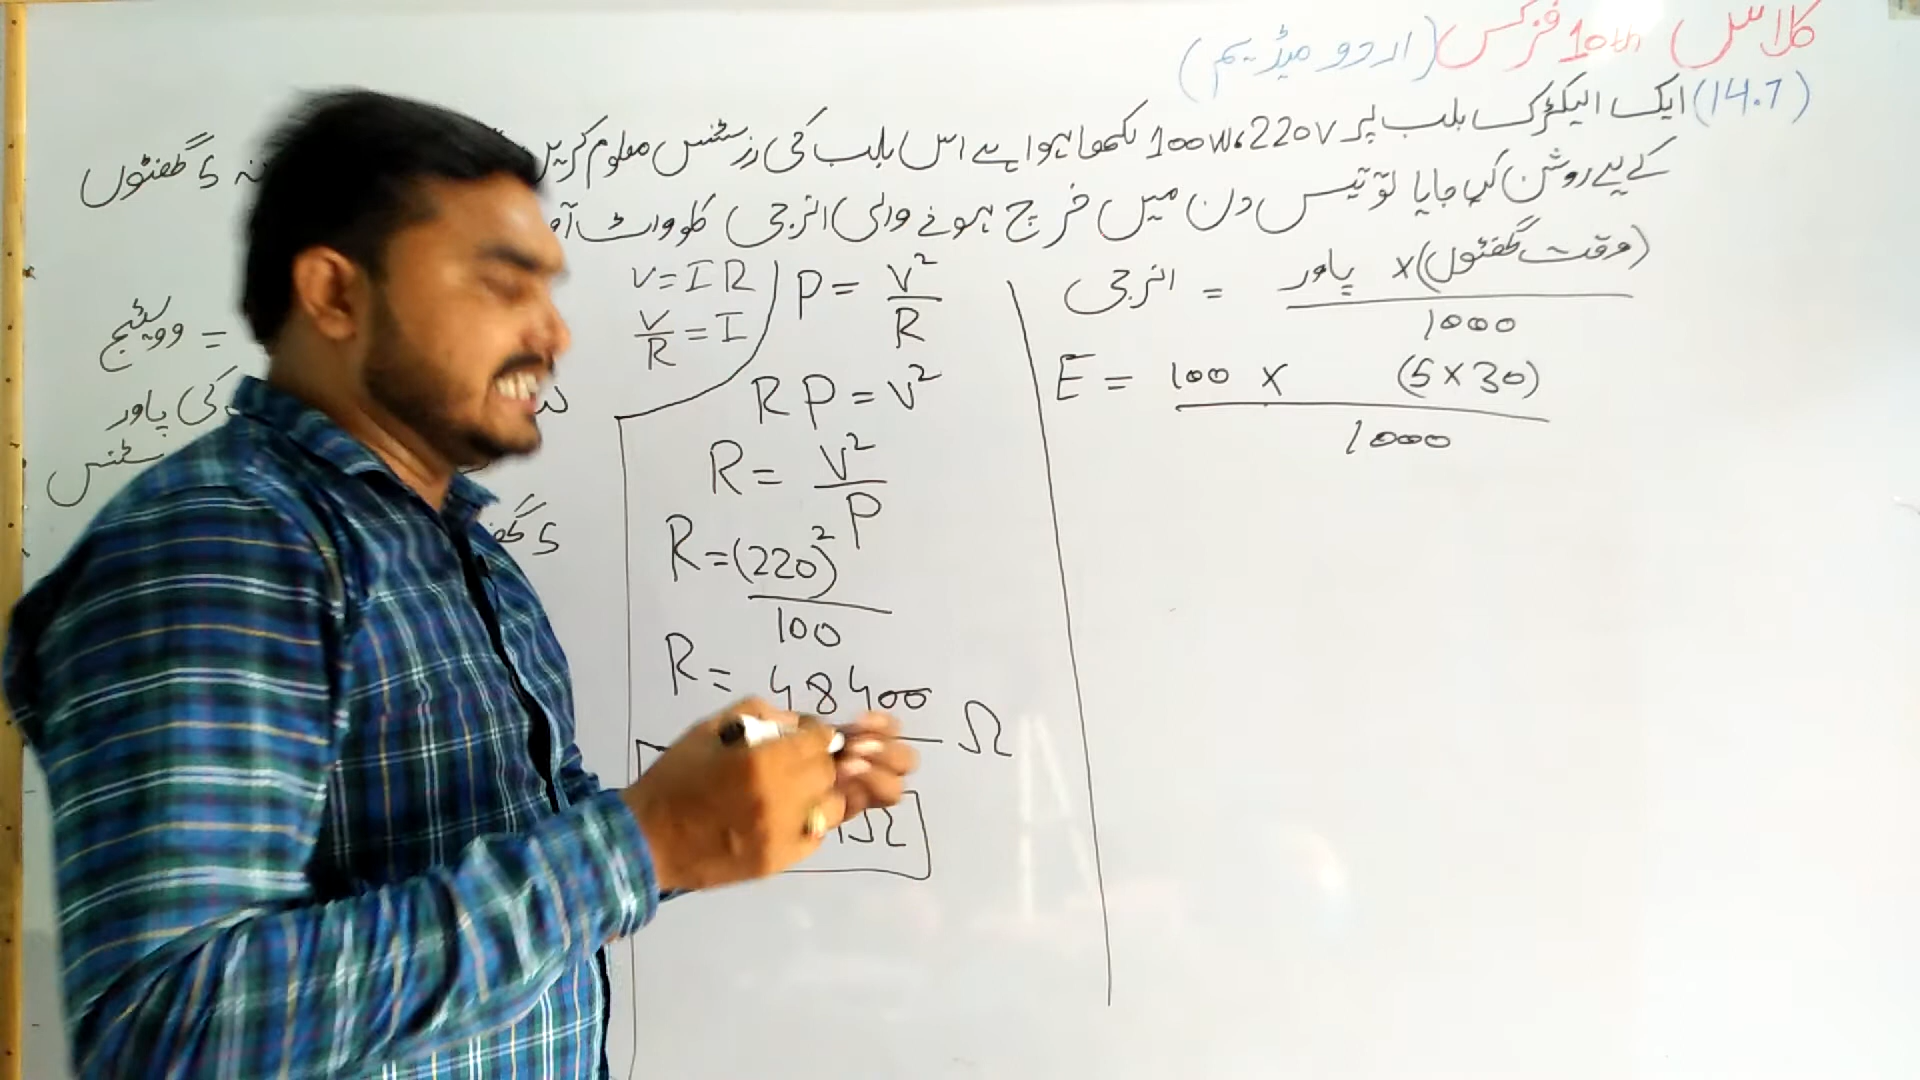 کلاس 10th فزکس (اردو میڈیم)
(14.7) ایک الیکٹرک بلب پر 220V، 100W لکھا ہوا ہے اس بلب کی رزسٹنس معلوم کریں نہ 5 گھنٹوں
کے لیے روشن کیا جایا تو تیس دن میں خرچ ہونے والی انرجی کلو واٹ
وولٹیج =
کی پاور
5
V = IR
V/R = I
P = V²/R
RP = V²
R = V²/P
R = (220)²/100
R = 48400 Ω
Ω
انرجی = پاور × (وقت گھنٹوں)/1000
E = 100 × (5 × 30)/1000